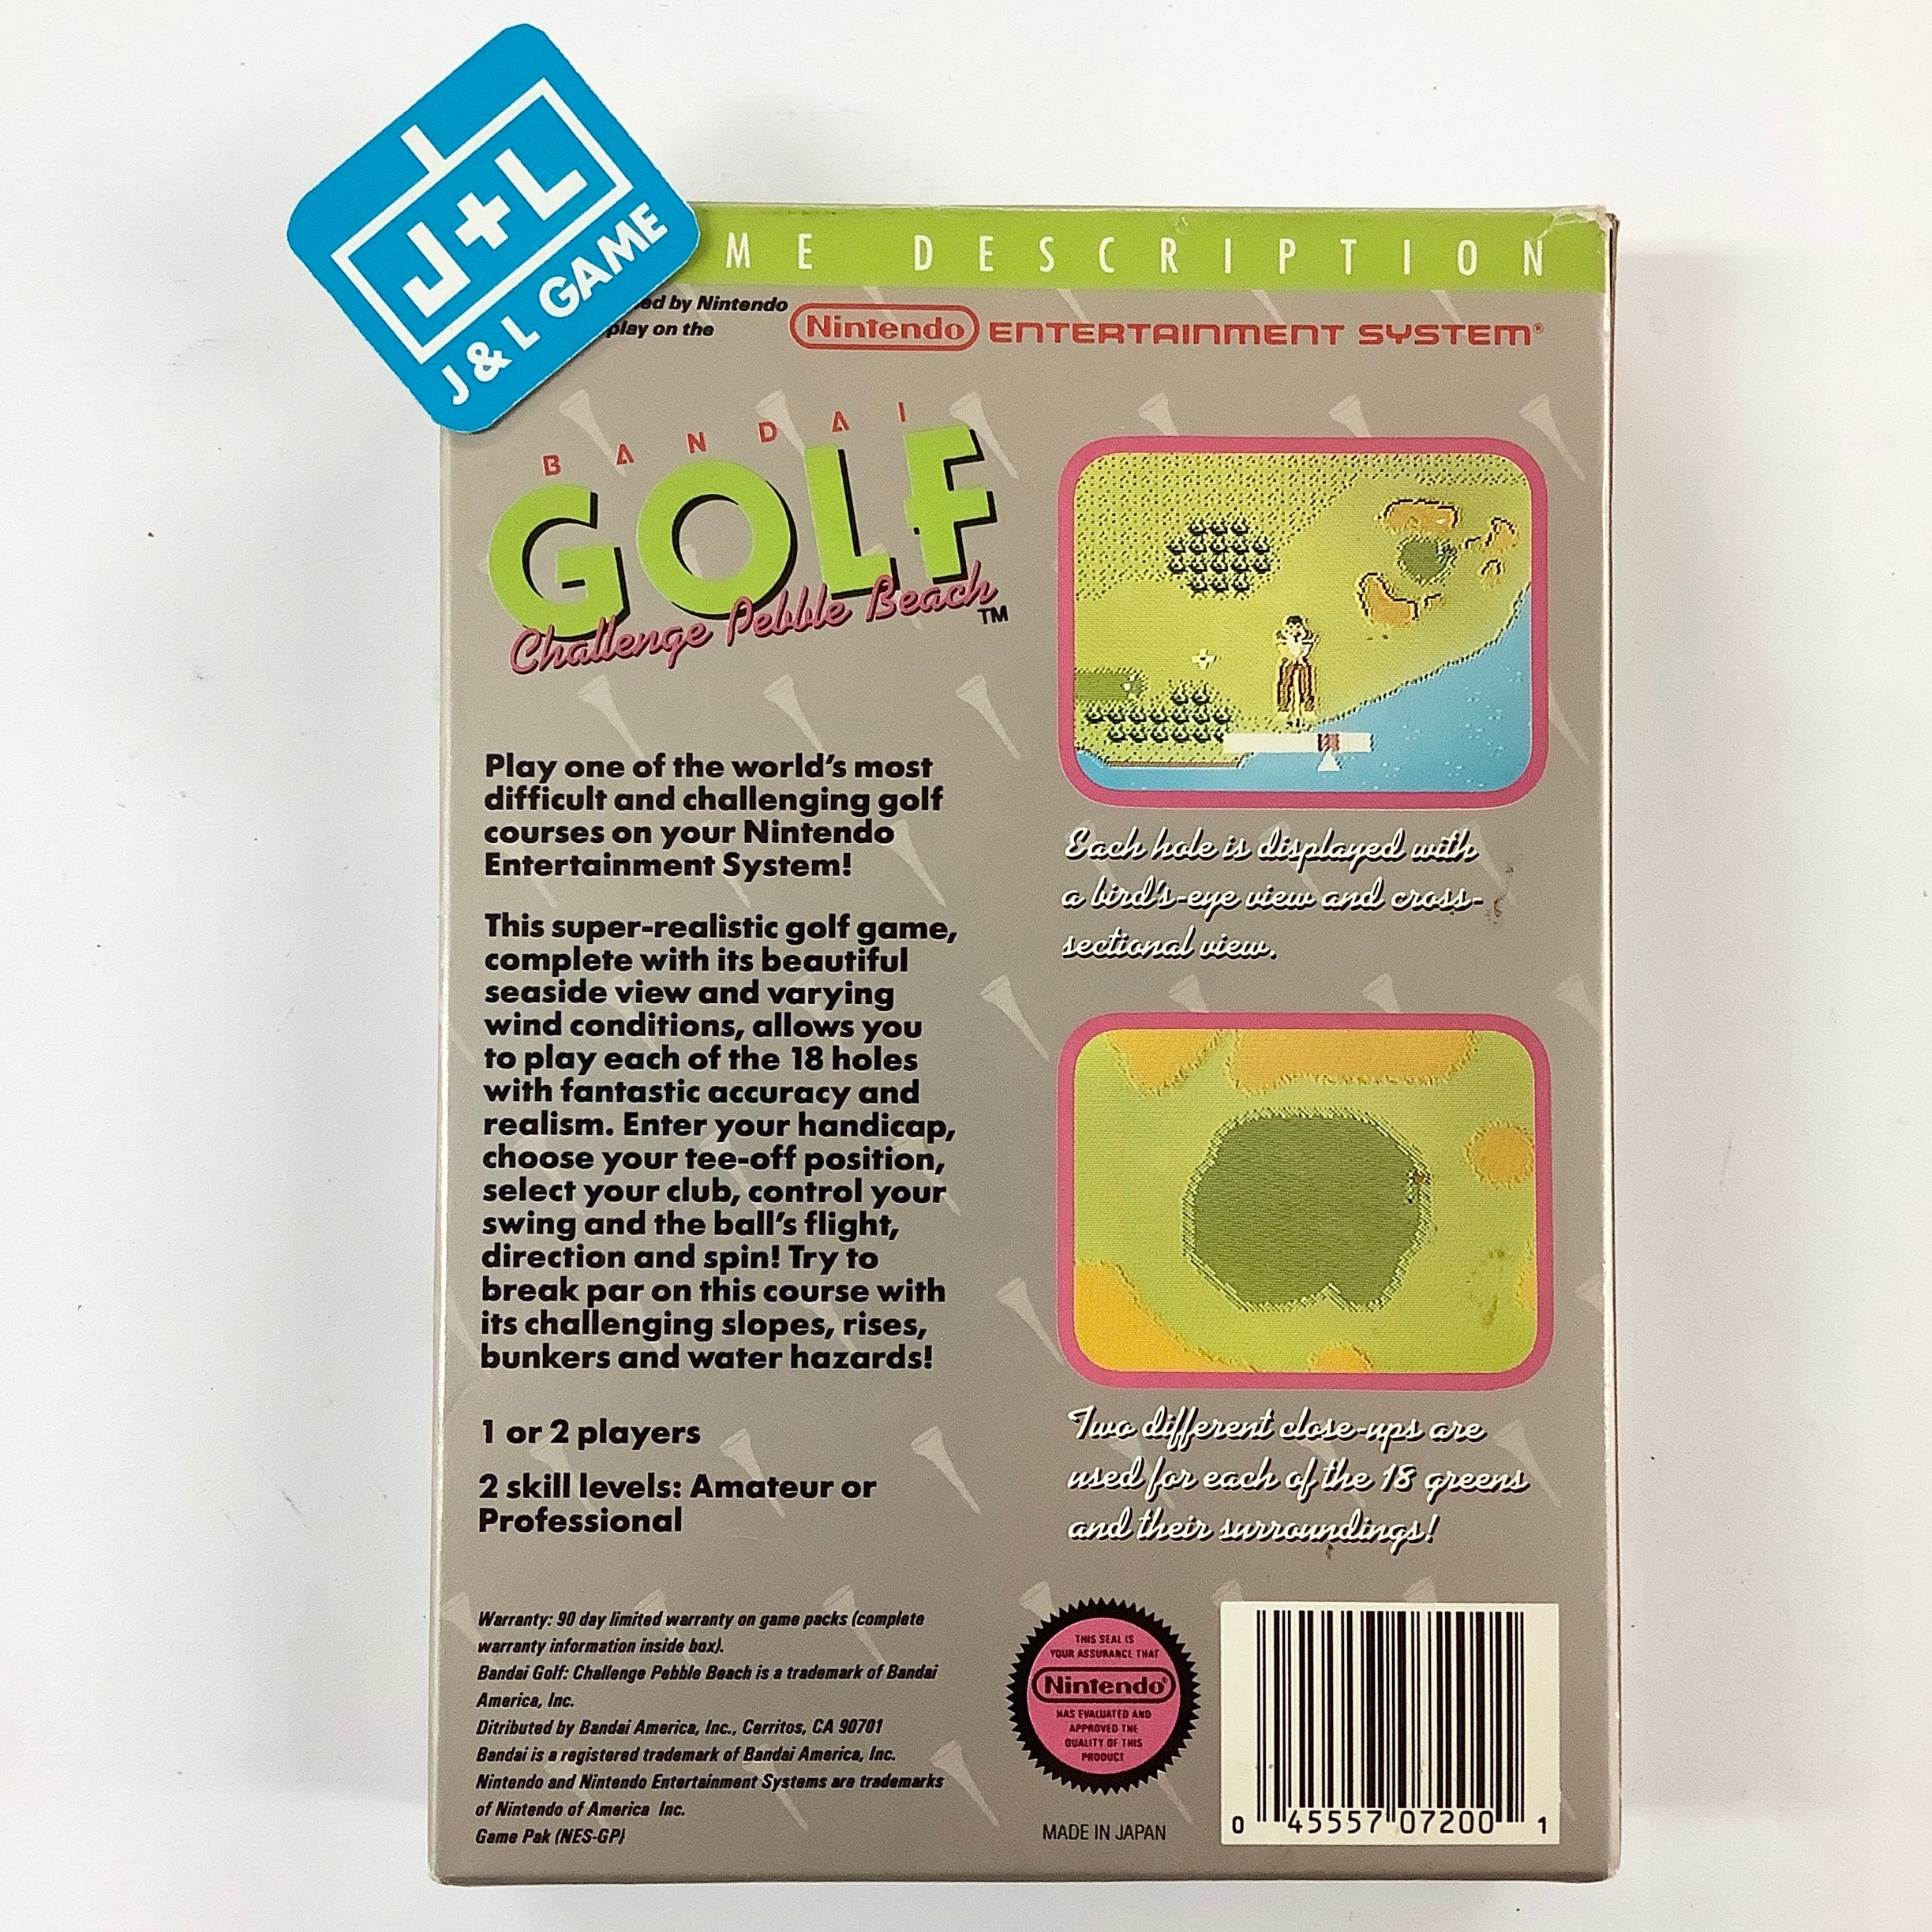 J+L
J & L GAME
ME DESCRIPTION
ed by Nintendo
play on the
Nintendo ENTERTAINMENT SYSTEM®
BANDAI
GOLF
Challenge Pebble Beach™
Play one of the world's most
difficult and challenging golf
courses on your Nintendo
Entertainment System!
This super-realistic golf game,
complete with its beautiful
seaside view and varying
wind conditions, allows you
to play each of the 18 holes
with fantastic accuracy and
realism. Enter your handicap,
choose your tee-off position,
select your club, control your
swing and the ball's flight,
direction and spin! Try to
break par on this course with
its challenging slopes, rises,
bunkers and water hazards!
1 or 2 players
2 skill levels: Amateur or
Professional
Each hole is displayed with
a bird's-eye view and cross-
sectional view.
Two different close-ups are
used for each of the 18 greens
and their surroundings!
Warranty: 90 day limited warranty on game packs (complete
warranty information inside box).
Bandai Golf: Challenge Pebble Beach is a trademark of Bandai
America, Inc.
Ditributed by Bandai America, Inc., Cerritos, CA 90701
Bandai is a registered trademark of Bandai America, Inc.
Nintendo and Nintendo Entertainment Systems are trademarks
of Nintendo of America Inc.
Game Pak (NES-GP)
THIS SEAL IS
YOUR ASSURANCE THAT
Nintendo®
HAS EVALUATED AND
APPROVED THE
QUALITY OF THIS
PRODUCT
MADE IN JAPAN
0 45557 07200 1